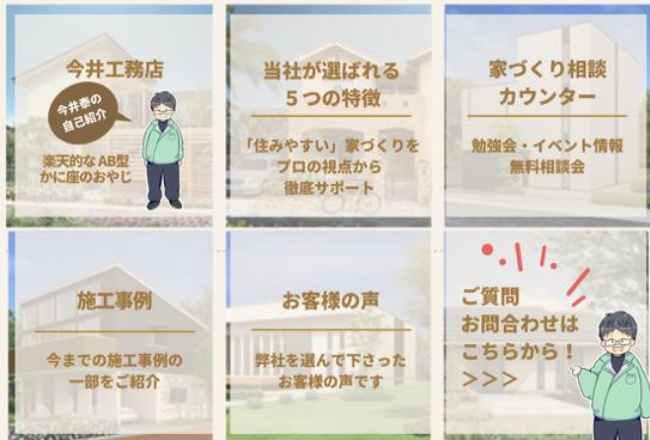 今井工務店
今井泰の
自己紹介
楽天的なAB型
かに座のおやじ
当社が選ばれる
5つの特徴
「住みやすい」家づくりを
プロの視点から
徹底サポート
家づくり相談
カウンター
勉強会・イベント情報
無料相談会
施工事例
今までの施工事例の
一部をご紹介
お客様の声
弊社を選んで下さった
お客様の声です
ご質問
お問合わせは
こちらから！
＞＞＞